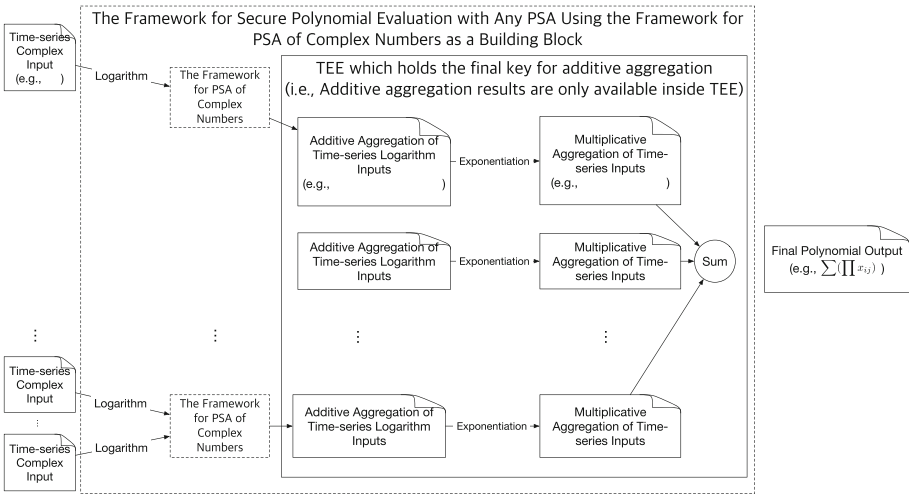 The Framework for Secure Polynomial Evaluation with Any PSA Using the Framework for
PSA of Complex Numbers as a Building Block
Time-series
Complex
Input
(e.g., )
Logarithm
The Framework
for PSA of
Complex
Numbers
TEE which holds the final key for additive aggregation
(i.e., Additive aggregation results are only available inside TEE)
Additive Aggregation of
Time-series Logarithm
Inputs
(e.g., )
Exponentiation
Multiplicative
Aggregation of Time-
series Inputs
(e.g., )
Additive Aggregation of
Time-series Logarithm
Inputs
Exponentiation
Multiplicative
Aggregation of Time-
series Inputs
Sum
Final Polynomial Output
(e.g., ∑(∏ x_{ij}) )
⋮
⋮
⋮
⋮
Time-series
Complex
Input
Logarithm
⋮
Time-series
Complex
Input
Logarithm
The Framework
for PSA of
Complex
Numbers
Additive Aggregation of
Time-series Logarithm
Inputs
Exponentiation
Multiplicative
Aggregation of Time-
series Inputs